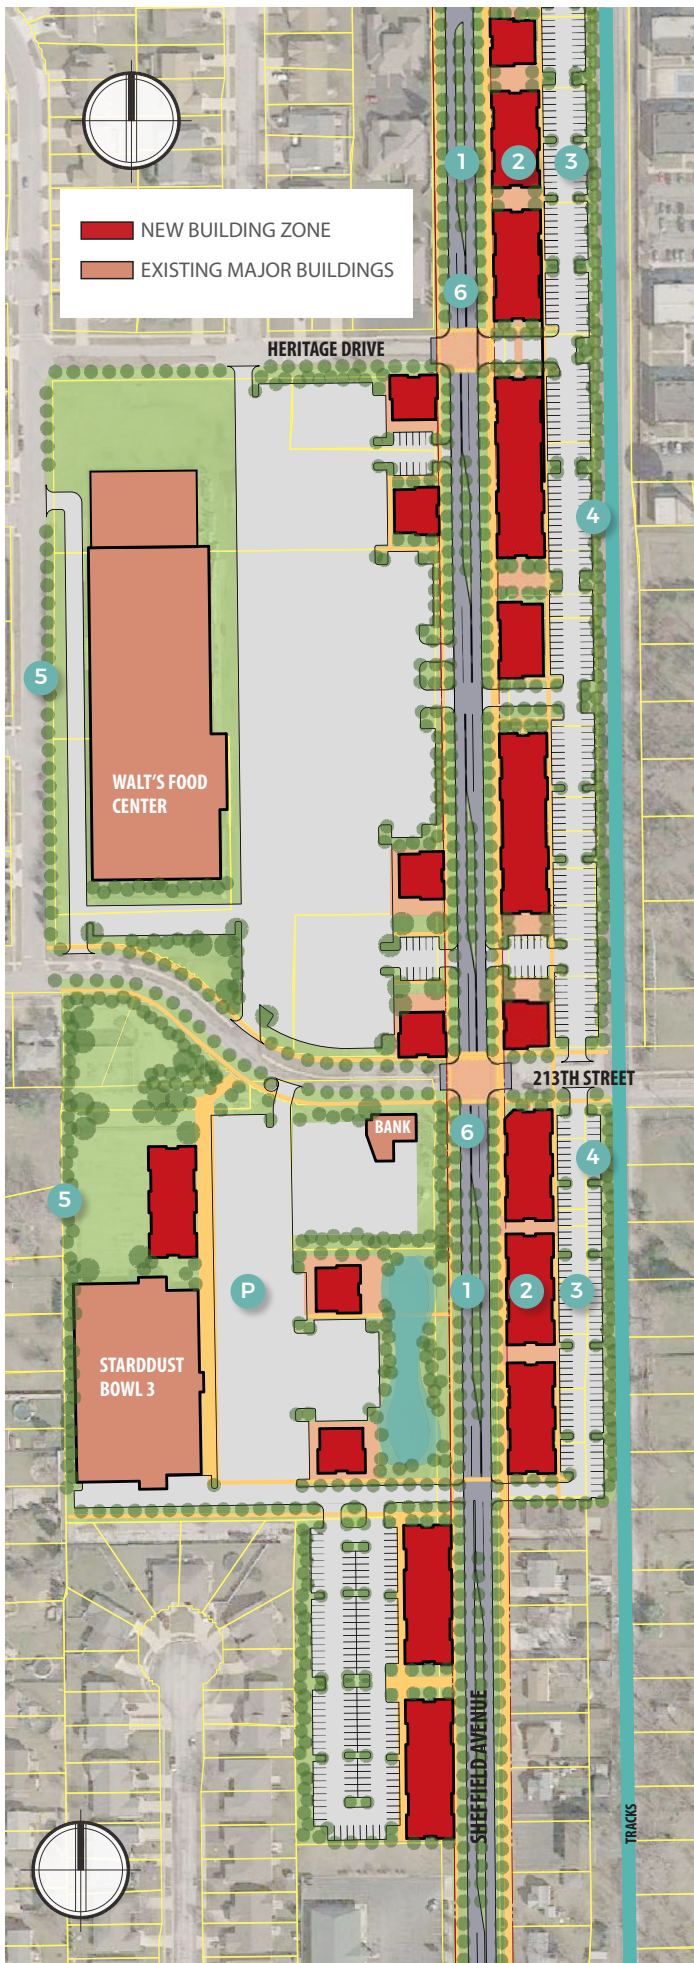 NEW BUILDING ZONE
EXISTING MAJOR BUILDINGS
1
2
3
6
HERITAGE DRIVE
4
5
WALT'S FOOD
CENTER
213TH STREET
BANK
6
4
5
P
1
2
3
STARDDUST
BOWL 3
SHEFFIELD AVENUE
TRACKS